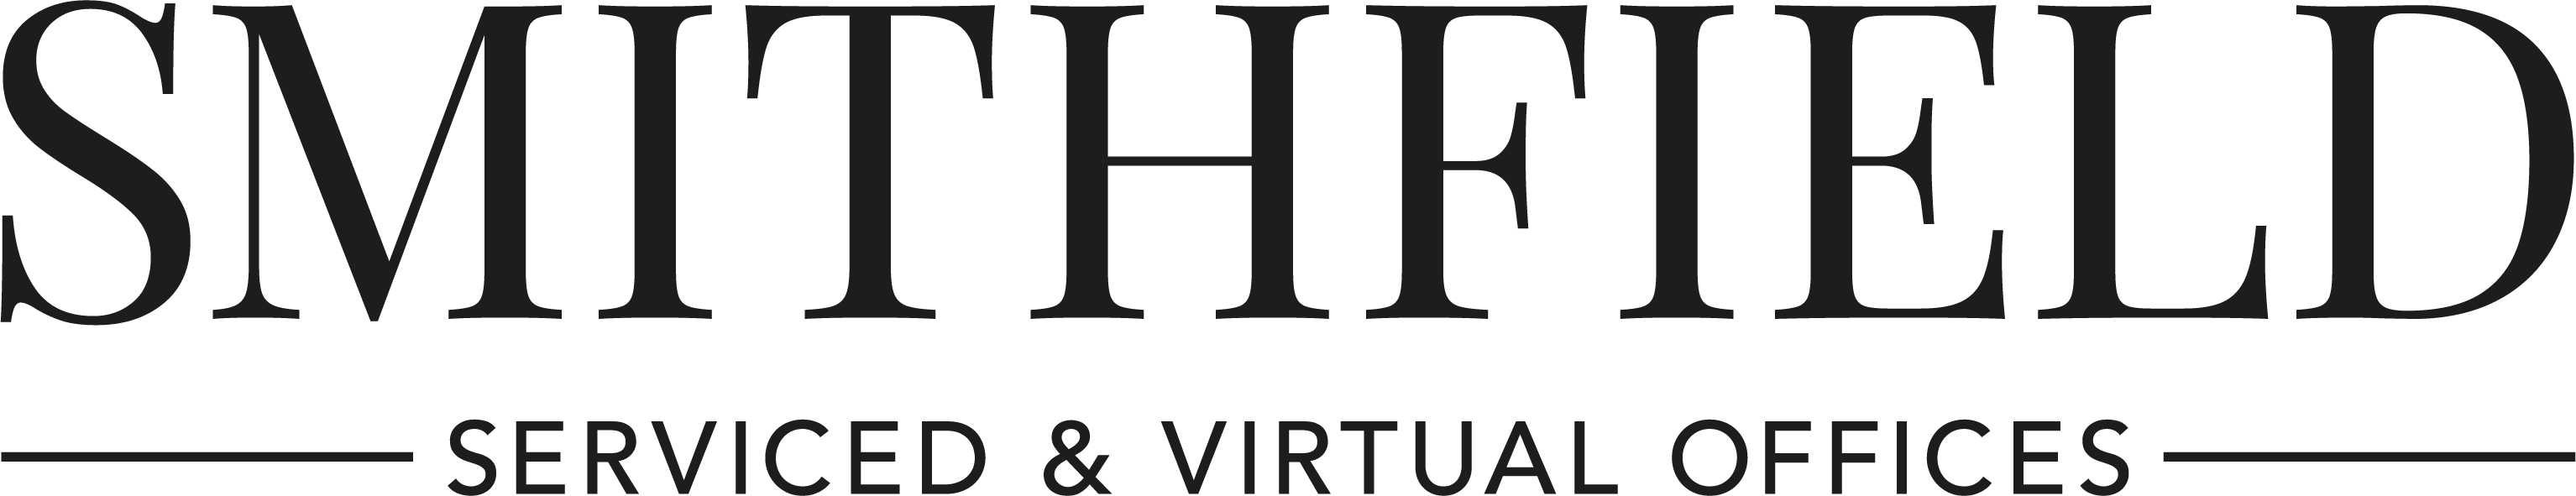 SMITHFIELD
SERVICED & VIRTUAL OFFICES